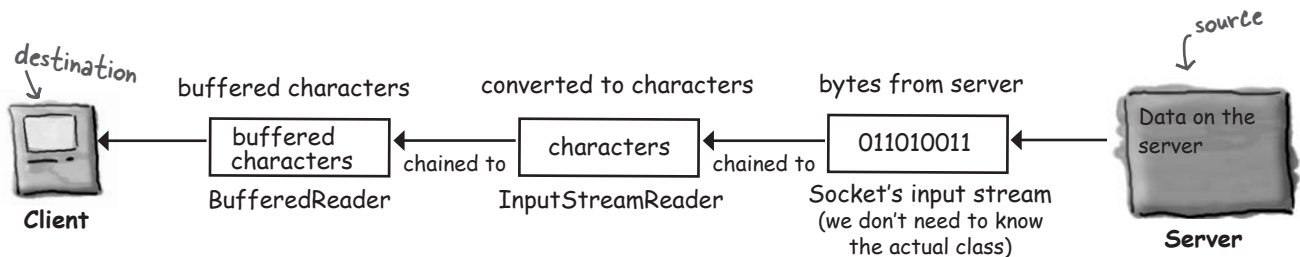 source
destination
buffered characters
converted to characters
bytes from server
Data on the
server
buffered
characters
characters
011010011
chained to
chained to
BufferedReader
InputStreamReader
Socket's input stream
(we don't need to know
the actual class)
Client
Server